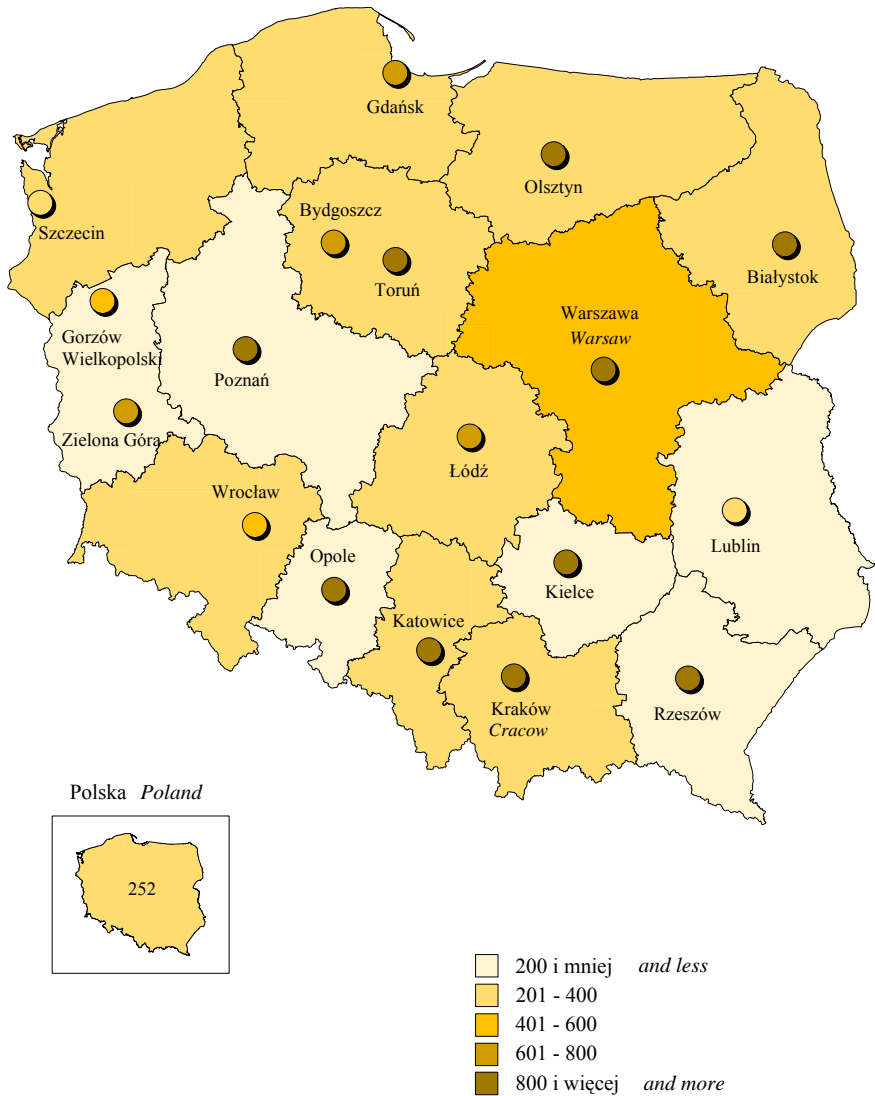 Gdańsk
Olsztyn
Szczecin
Bydgoszcz
Toruń
Białystok
Gorzów
Wielkopolski
Warszawa
Warsaw
Poznań
Zielona Góra
Łódź
Wrocław
Lublin
Opole
Kielce
Katowice
Kraków
Cracow
Rzeszów
Polska Poland
252
200 i mniej and less
201 - 400
401 - 600
601 - 800
800 i więcej and more